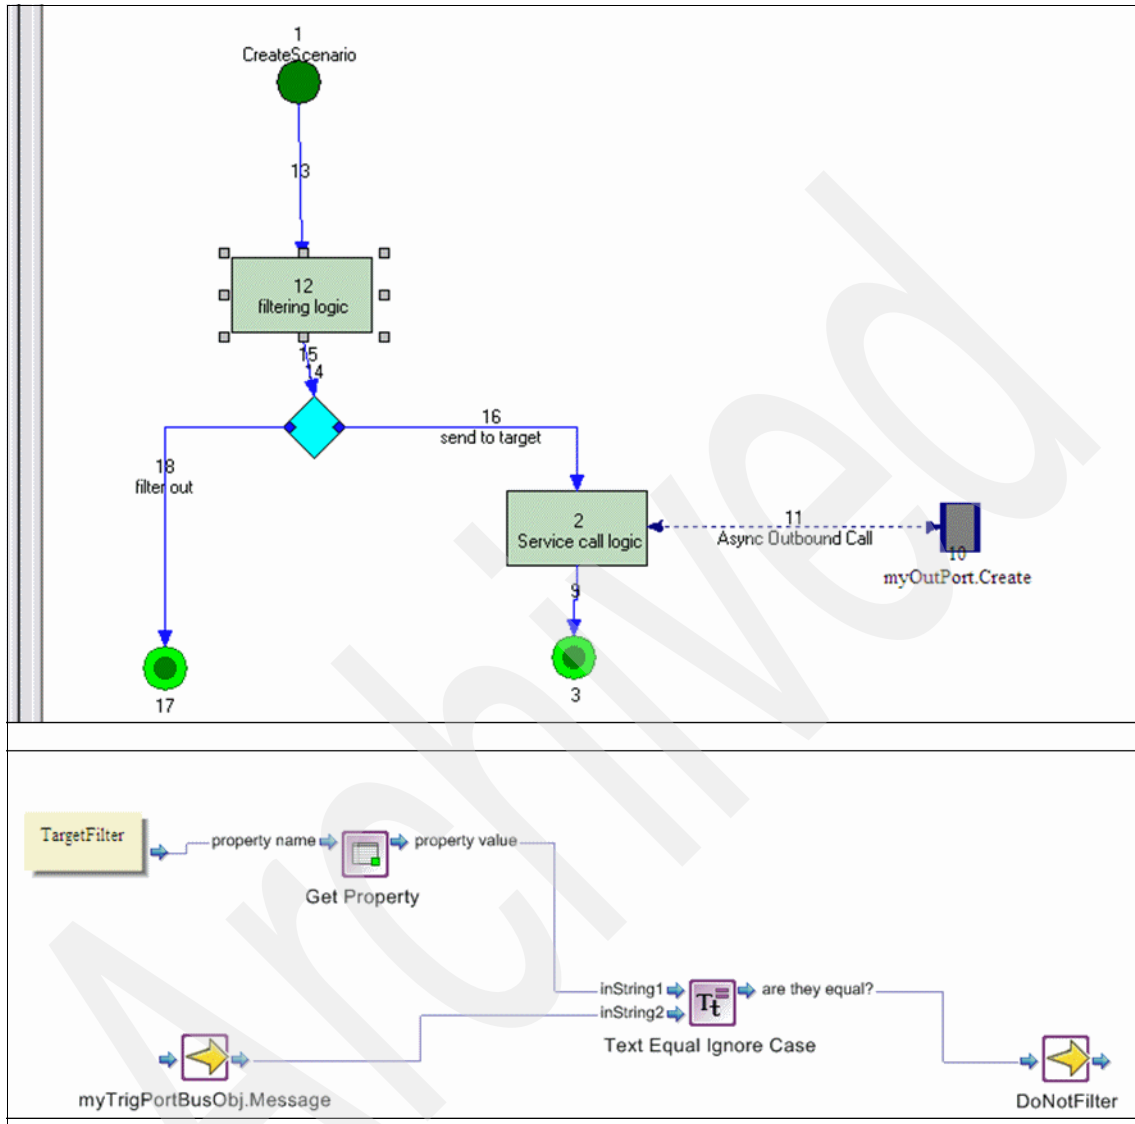 1
CreateScenario
13
12
filtering logic
15
14
16
send to target
18
filter out
2
Service call logic
11
Async Outbound Call
10
myOutPort.Create
9
17
3
TargetFilter
property name
property value
Get Property
inString1
are they equal?
inString2
Tt
Text Equal Ignore Case
myTrigPortBusObj.Message
DoNotFilter
Archived